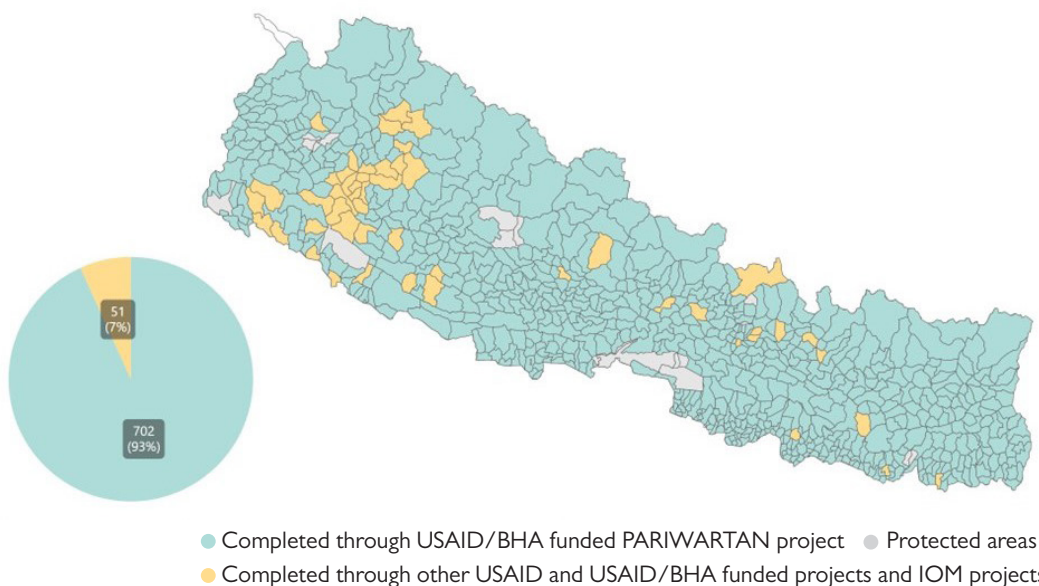 51
(7%)
702
(93%)
Completed through USAID/BHA funded PARIWARTAN project Protected areas
Completed through other USAID and USAID/BHA funded projects and IOM projects